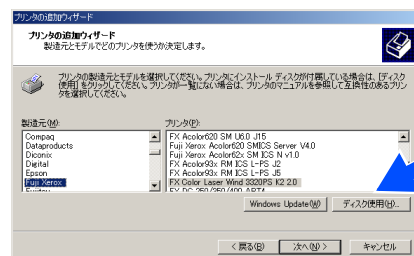 プリンタの追加ウィザード
プリンタの追加ウィザード
製造元とモデルでどのプリンタを使うか決定します。
プリンタの製造元とモデルを選択してください。プリンタにインストール ディスクが付属している場合は、[ディスク
使用] をクリックしてください。プリンタが一覧にない場合は、プリンタのマニュアルを参照して互換性のあるプリン
タを選択してください。
製造元(M):
プリンタ(P):
Compaq
Dataproducts
Diconix
Digital
Epson
Fuji Xerox
Fujitsu
FX Acolor620 SM U6.0 J15
Fuji Xerox Acolor620 SMICS Server V4.0
Fuji Xerox Acolor62x SM ICS N v1.0
FX Acolor93x RM ICS L-PS J2
FX Acolor93x RM ICS L-PS J5
FX Color Laser Wind 3320PS K2 2.0
FX DC 250/350/400 ART4
Windows Update(W)
ディスク使用(H)...
< 戻る(B)
次へ(N) >
キャンセル